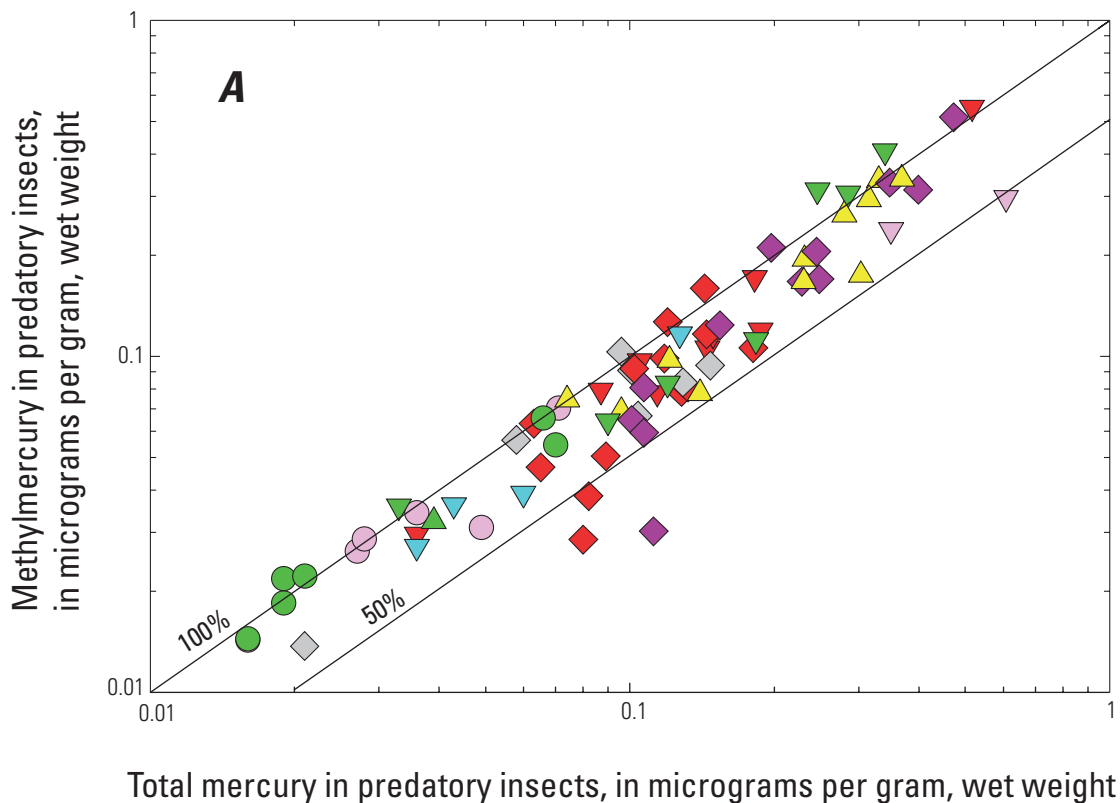 1
A
Methylmercury in predatory insects,
in micrograms per gram, wet weight
0.1
100%
50%
0.01
0.01
0.1
1
Total mercury in predatory insects, in micrograms per gram, wet weight